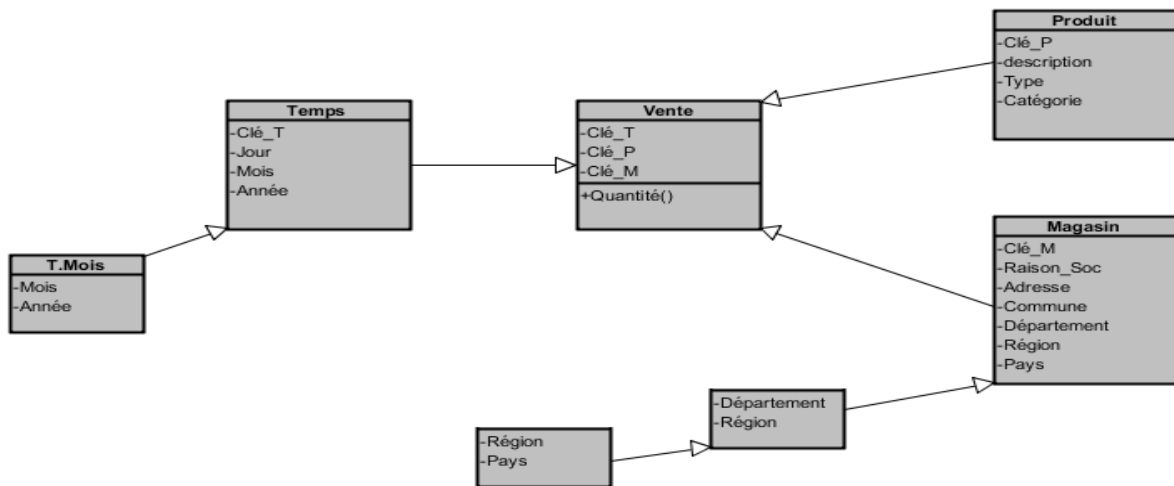 Produit
-Clé_P
-description
-Type
-Catégorie
Temps
-Clé_T
-Jour
-Mois
-Année
Vente
-Clé_T
-Clé_P
-Clé_M
+Quantité()
T.Mois
-Mois
-Année
Magasin
-Clé_M
-Raison_Soc
-Adresse
-Commune
-Département
-Région
-Pays
-Département
-Région
-Région
-Pays